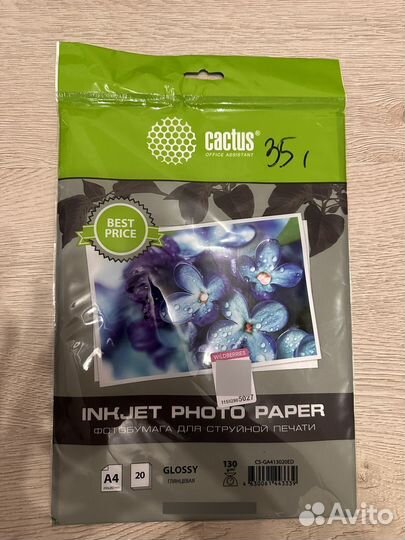 cactus®
OFFICE ASSISTANT
35 ,
BEST
PRICE
WILDBERRIES
5027
INKJET PHOTO PAPER
ФОТОБУМАГА ДЛЯ СТРУЙНОЙ ПЕЧАТИ
A4
20
GLOSSY
ГЛЯНЦЕВАЯ
130
CS-GA413020ED
Avito